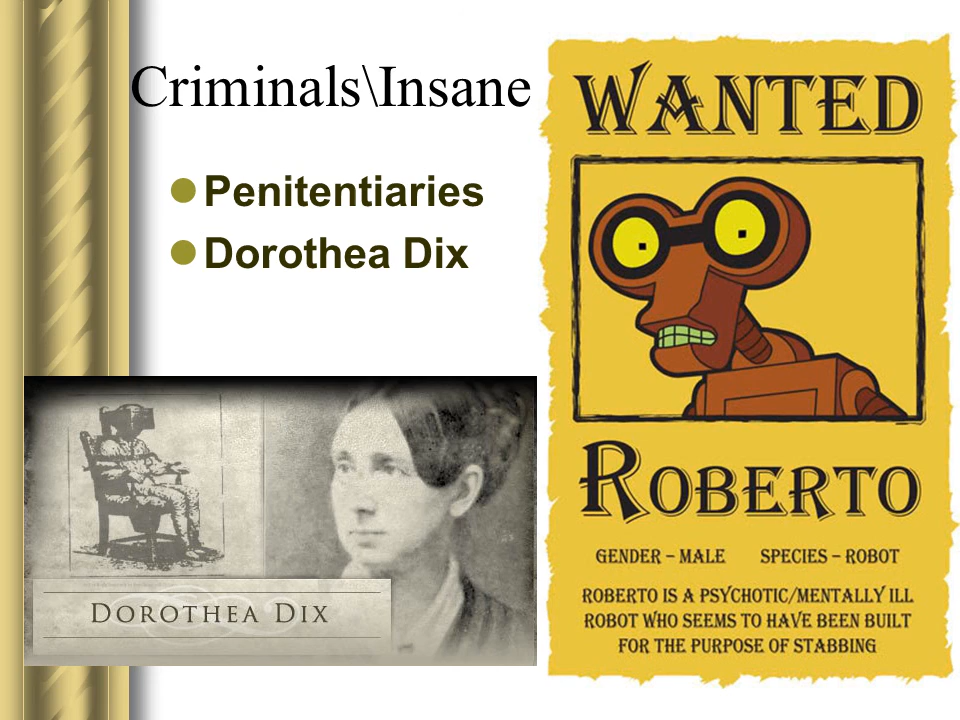 Criminals\Insane
Penitentiaries
Dorothea Dix
DOROTHEA DIX
WANTED
ROBERTO
GENDER – MALE SPECIES – ROBOT
ROBERTO IS A PSYCHOTIC/MENTALLY ILL
ROBOT WHO SEEMS TO HAVE BEEN BUILT
FOR THE PURPOSE OF STABBING